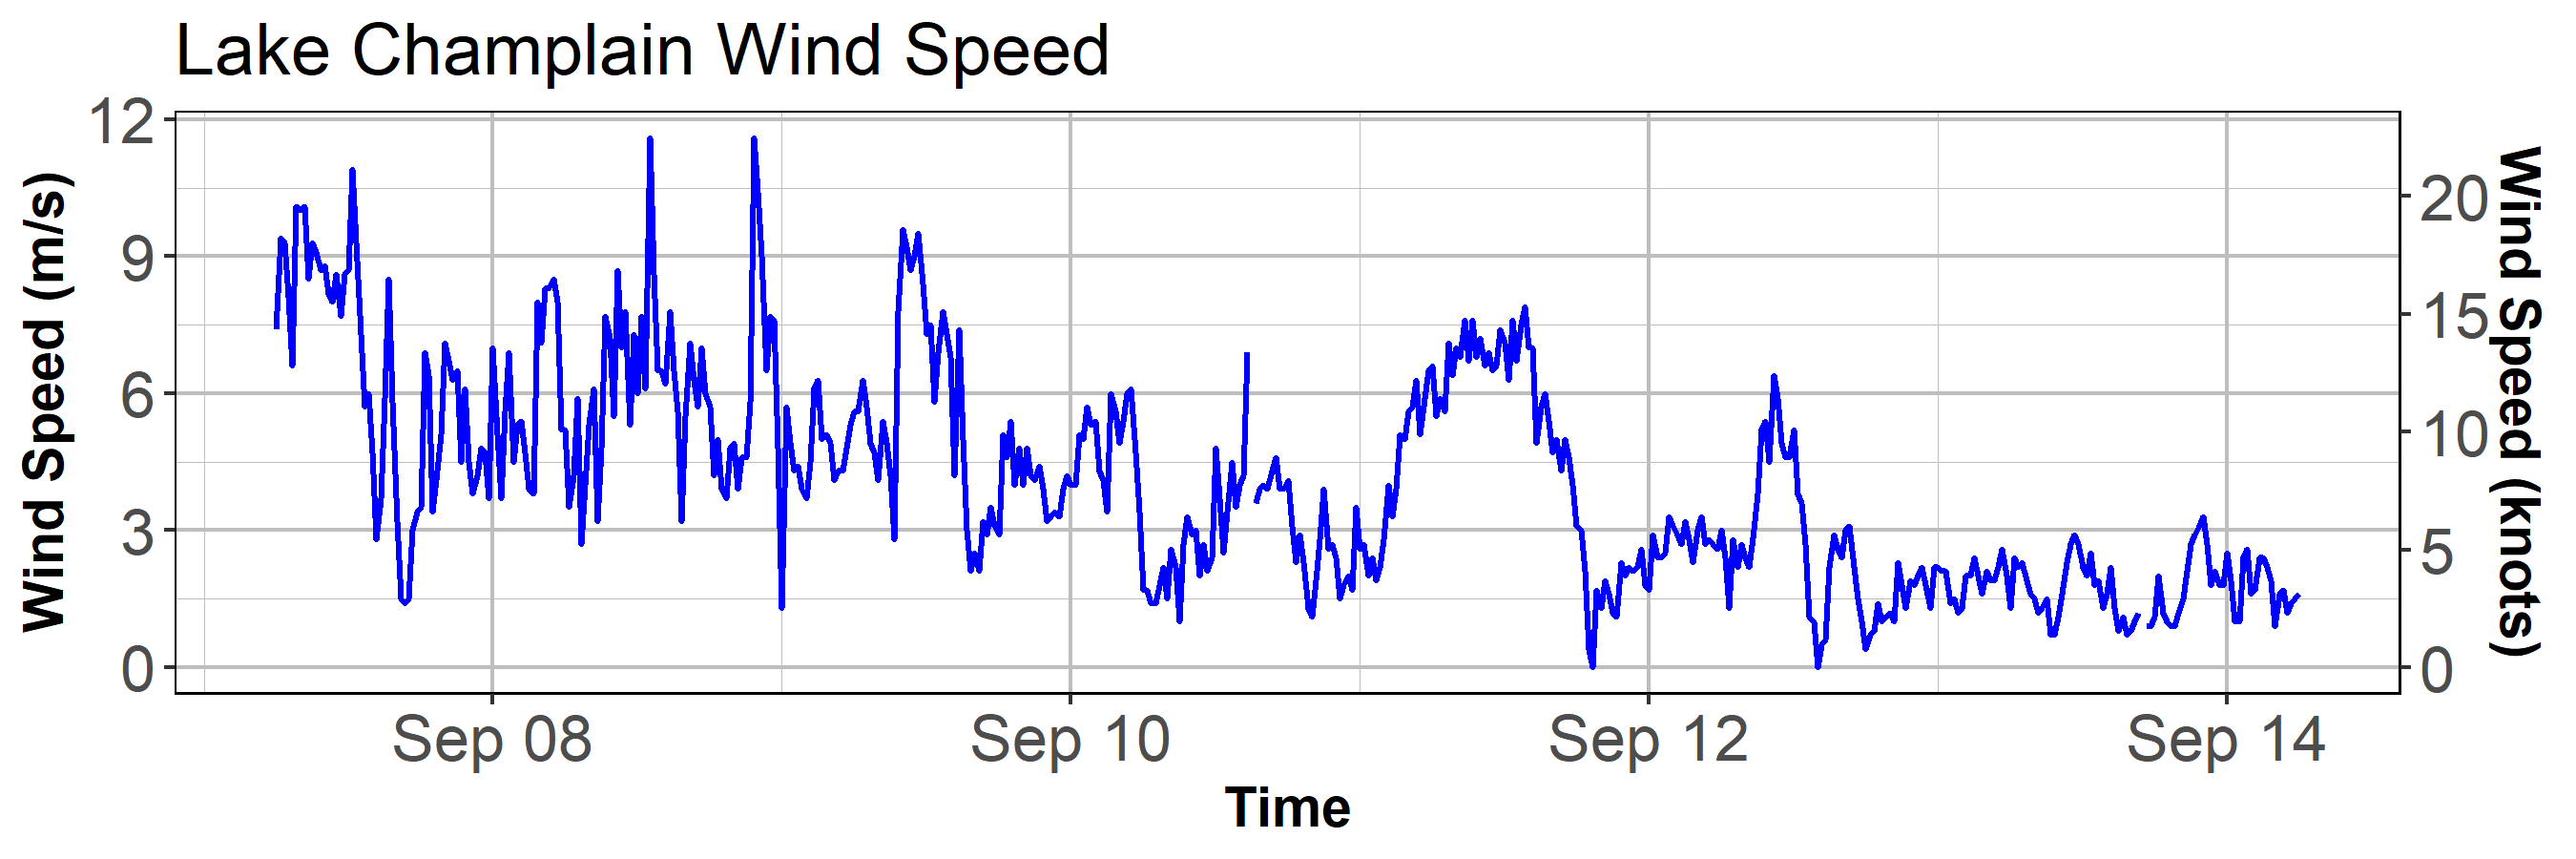 Lake Champlain Wind Speed
Wind Speed (m/s)
12
9
6
3
0
Wind Speed (knots)
20
15
10
5
0
Sep 08 Sep 10 Sep 12 Sep 14
Time